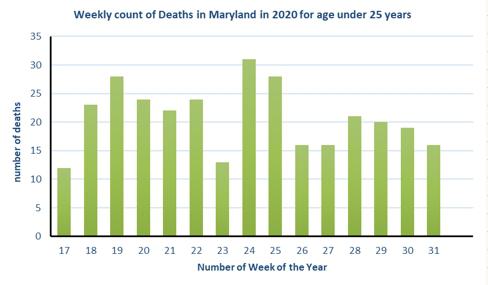 Weekly count of Deaths in Maryland in 2020 for age under 25 years
35
30
25
20
15
10
5
0
number of deaths
17 18 19 20 21 22 23 24 25 26 27 28 29 30 31
Number of Week of the Year